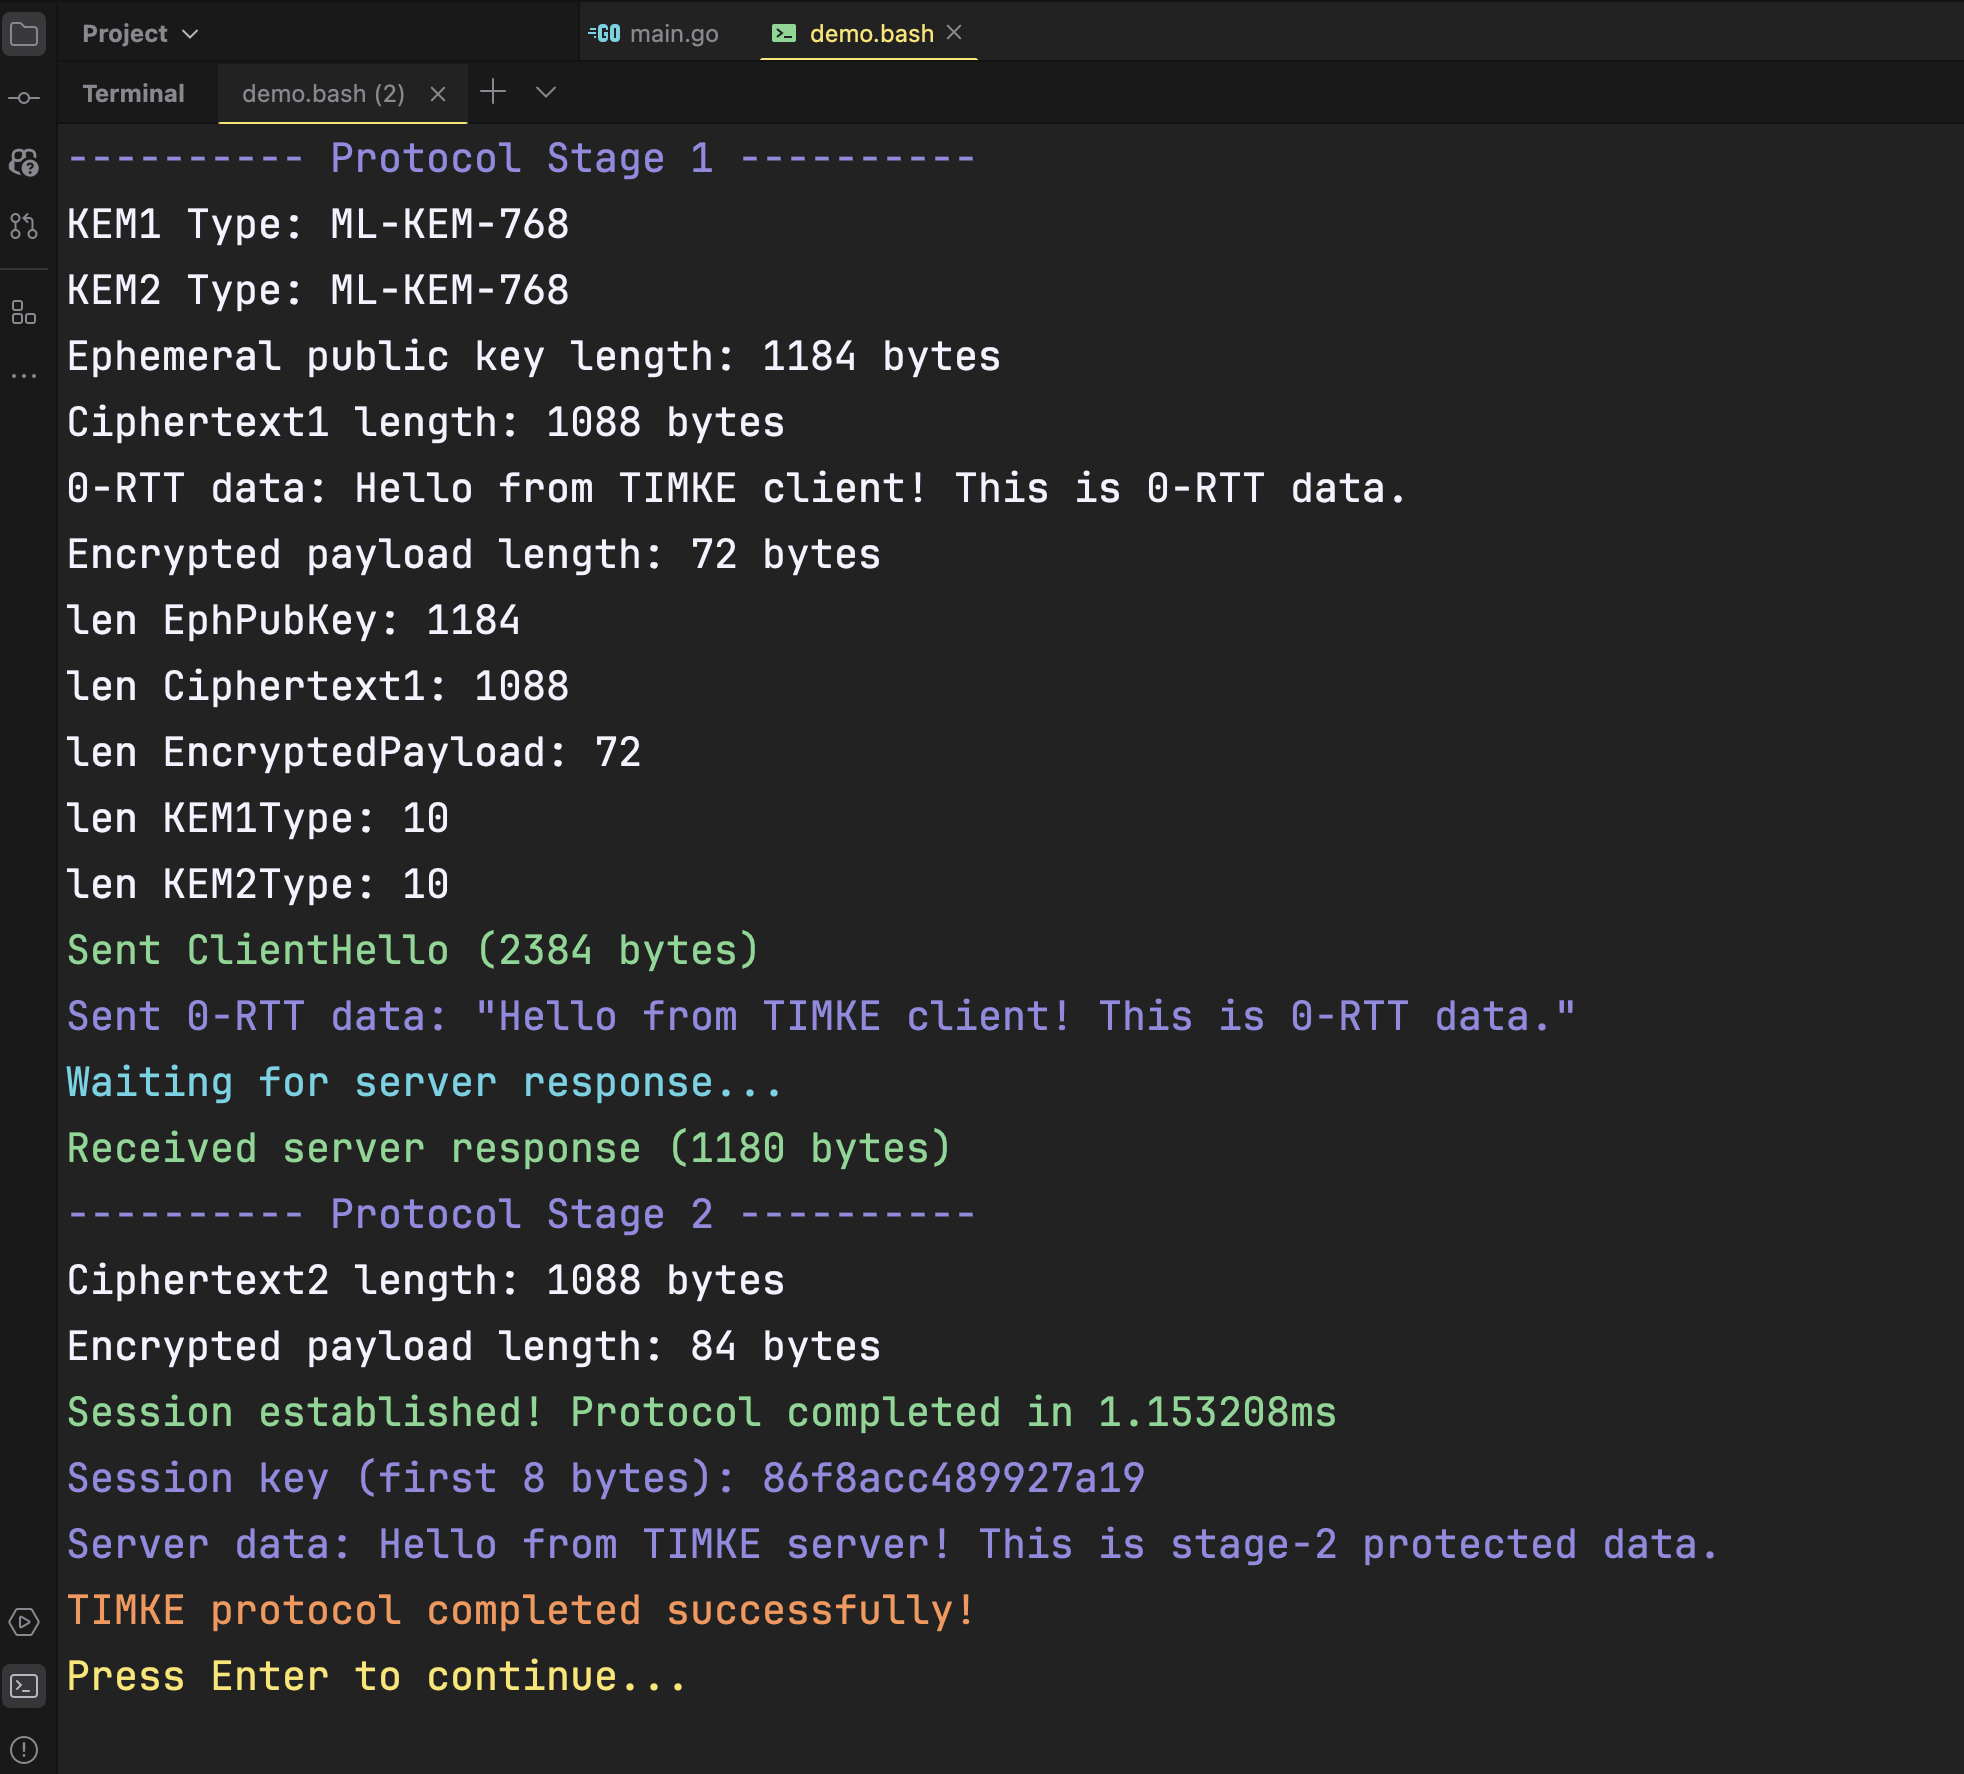 Project
main.go
demo.bash
Terminal
demo.bash (2)
---------- Protocol Stage 1 ----------
KEM1 Type: ML-KEM-768
KEM2 Type: ML-KEM-768
Ephemeral public key length: 1184 bytes
Ciphertext1 length: 1088 bytes
0-RTT data: Hello from TIMKE client! This is 0-RTT data.
Encrypted payload length: 72 bytes
len EphPubKey: 1184
len Ciphertext1: 1088
len EncryptedPayload: 72
len KEM1Type: 10
len KEM2Type: 10
Sent ClientHello (2384 bytes)
Sent 0-RTT data: "Hello from TIMKE client! This is 0-RTT data."
Waiting for server response...
Received server response (1180 bytes)
---------- Protocol Stage 2 ----------
Ciphertext2 length: 1088 bytes
Encrypted payload length: 84 bytes
Session established! Protocol completed in 1.153208ms
Session key (first 8 bytes): 86f8acc489927a19
Server data: Hello from TIMKE server! This is stage-2 protected data.
TIMKE protocol completed successfully!
Press Enter to continue...